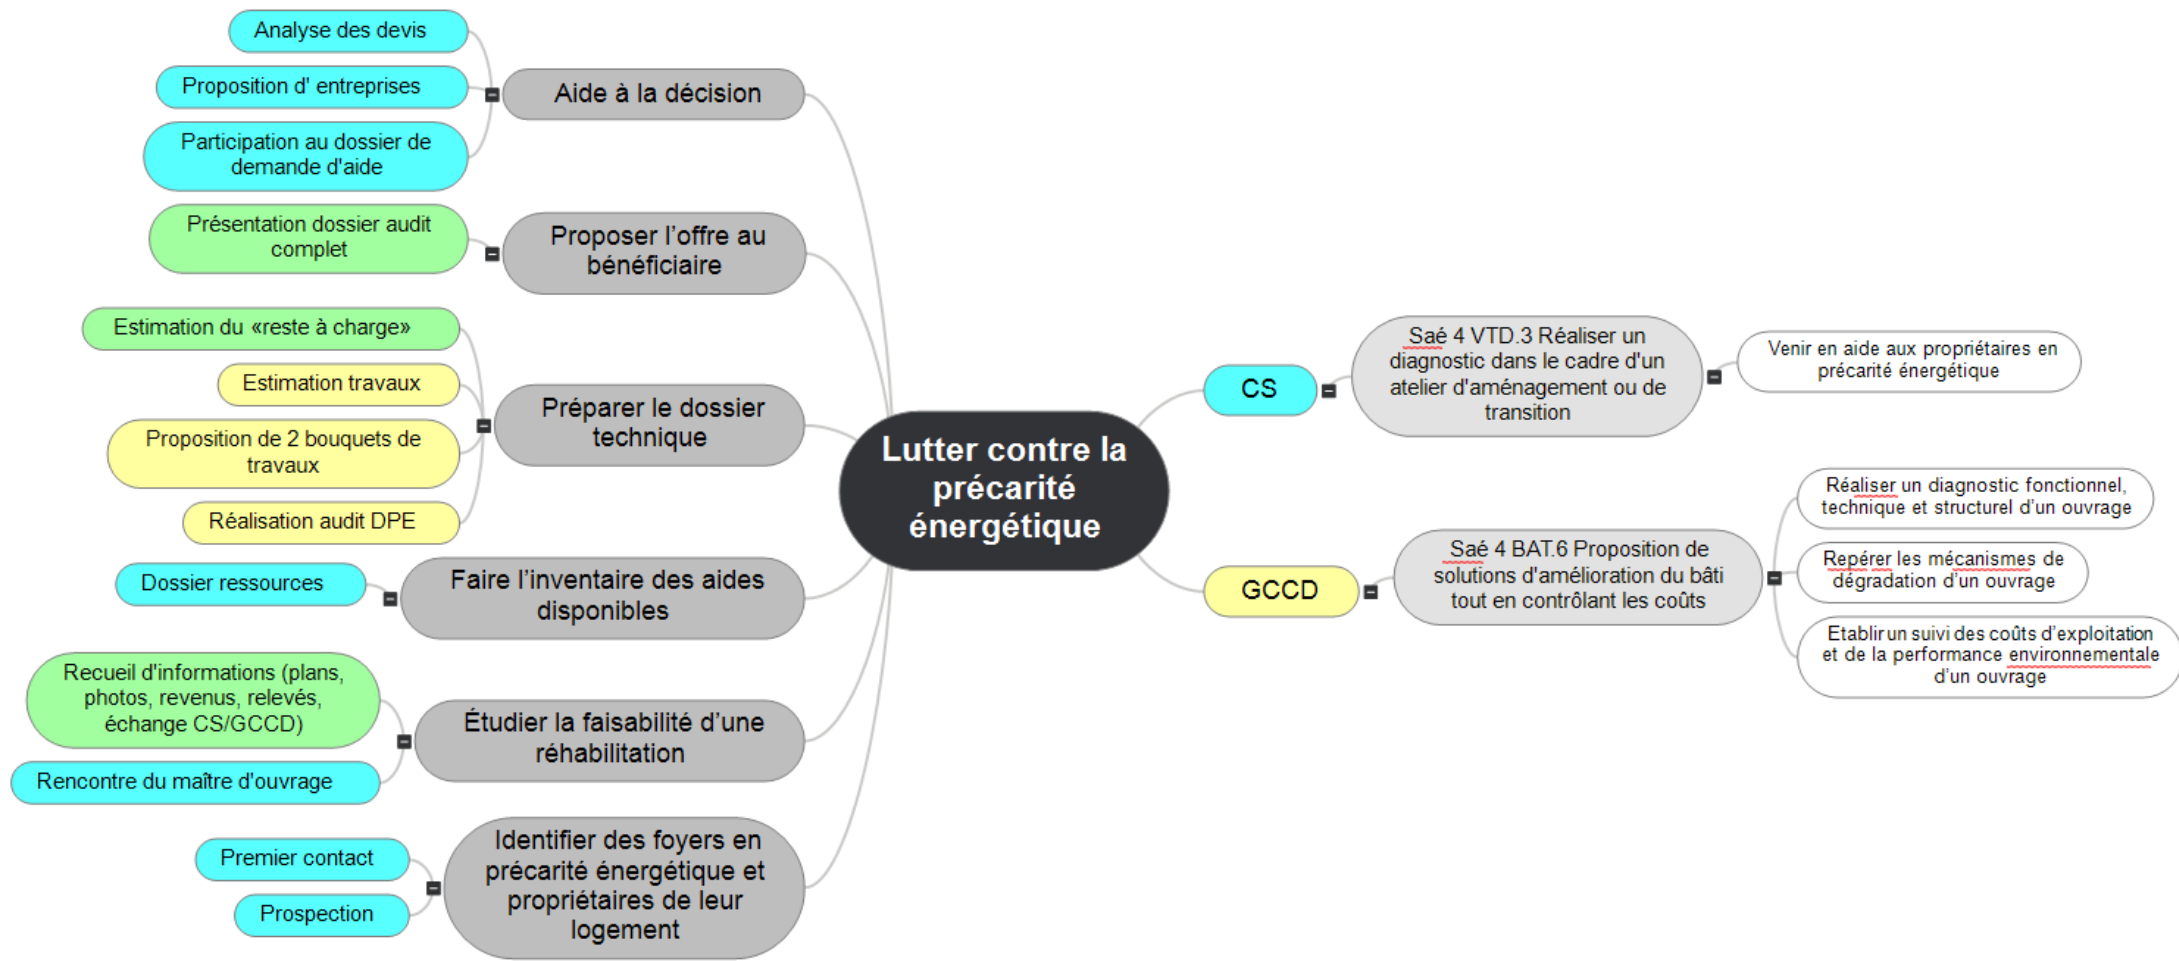 Analyse des devis
Proposition d' entreprises
Participation au dossier de
demande d'aide
Aide à la décision
Présentation dossier audit
complet
Proposer l’offre au
bénéficiaire
Estimation du «reste à charge»
Estimation travaux
Proposition de 2 bouquets de
travaux
Réalisation audit DPE
Préparer le dossier
technique
Dossier ressources
Faire l’inventaire des aides
disponibles
Recueil d'informations (plans,
photos, revenus, relevés,
échange CS/GCCD)
Rencontre du maître d'ouvrage
Étudier la faisabilité d’une
réhabilitation
Premier contact
Prospection
Identifier des foyers en
précarité énergétique et
propriétaires de leur
logement
Lutter contre la
précarité
énergétique
CS
Saé 4 VTD.3 Réaliser un
diagnostic dans le cadre d'un
atelier d'aménagement ou de
transition
Venir en aide aux propriétaires en
précarité énergétique
GCCD
Saé 4 BAT.6 Proposition de
solutions d'amélioration du bâti
tout en contrôlant les coûts
Réaliser un diagnostic fonctionnel,
technique et structurel d’un ouvrage
Repérer les mécanismes de
dégradation d’un ouvrage
Etablir un suivi des coûts d’exploitation
et de la performance environnementale
d’un ouvrage